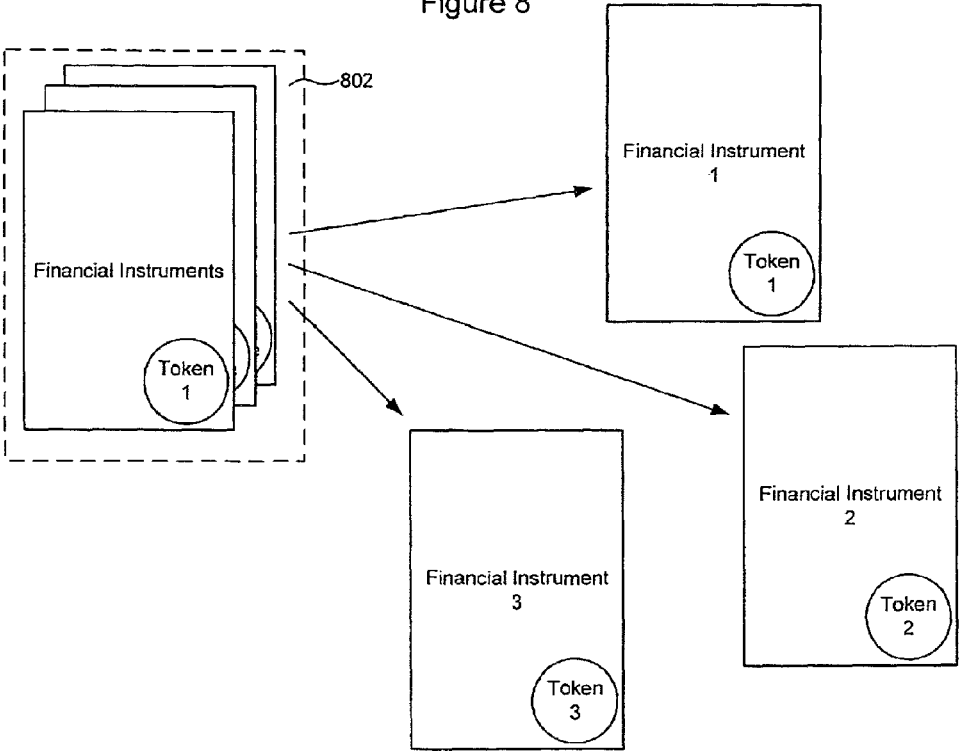 Figure 8
802
Financial Instruments
Token
1
Financial Instrument
1
Token
1
Financial Instrument
2
Token
2
Financial Instrument
3
Token
3